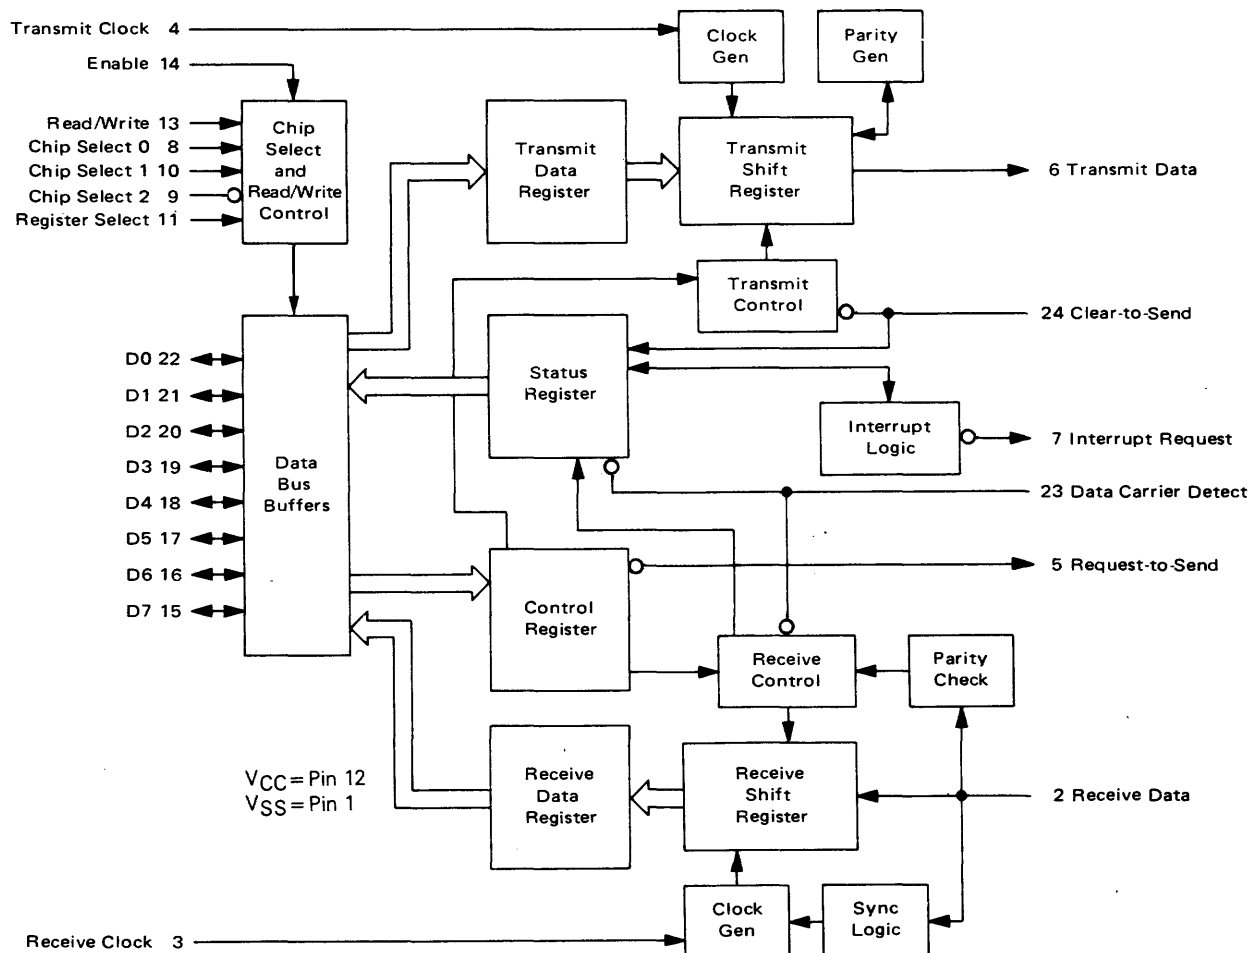 Transmit Clock 4
Enable 14
Read/Write 13
Chip Select 0 8
Chip Select 1 10
Chip Select 2 9
Register Select 11
Chip
Select
and
Read/Write
Control
Clock
Gen
Parity
Gen
Transmit
Data
Register
Transmit
Shift
Register
6 Transmit Data
Transmit
Control
24 Clear-to-Send
D0 22
D1 21
D2 20
D3 19
D4 18
D5 17
D6 16
D7 15
Data
Bus
Buffers
Status
Register
Interrupt
Logic
7 Interrupt Request
23 Data Carrier Detect
5 Request-to-Send
Control
Register
Receive
Control
Parity
Check
VCC = Pin 12
VSS = Pin 1
Receive
Data
Register
Receive
Shift
Register
2 Receive Data
Clock
Gen
Sync
Logic
Receive Clock 3